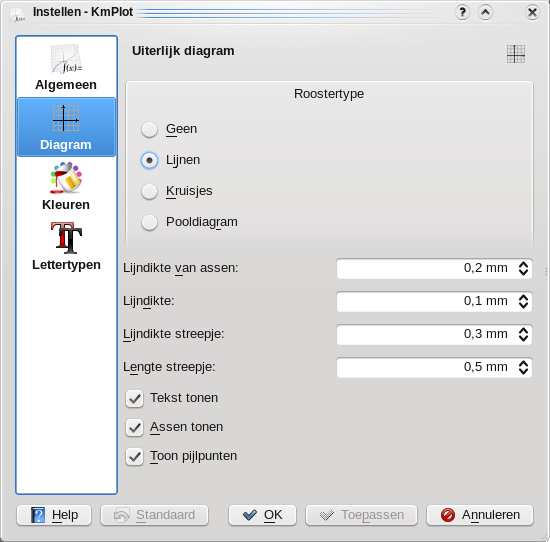 Instellen - KmPlot
f(x)=
Algemeen
Diagram
Kleuren
Lettertypen
Uiterlijk diagram
Roostertype
Geen
Lijnen
Kruisjes
Pooldiagram
Lijndikte van assen: 0,2 mm
Lijndikte: 0,1 mm
Lijndikte streepje: 0,3 mm
Lengte streepje: 0,5 mm
Tekst tonen
Assen tonen
Toon pijlpunten
Help Standaard OK Toepassen Annuleren